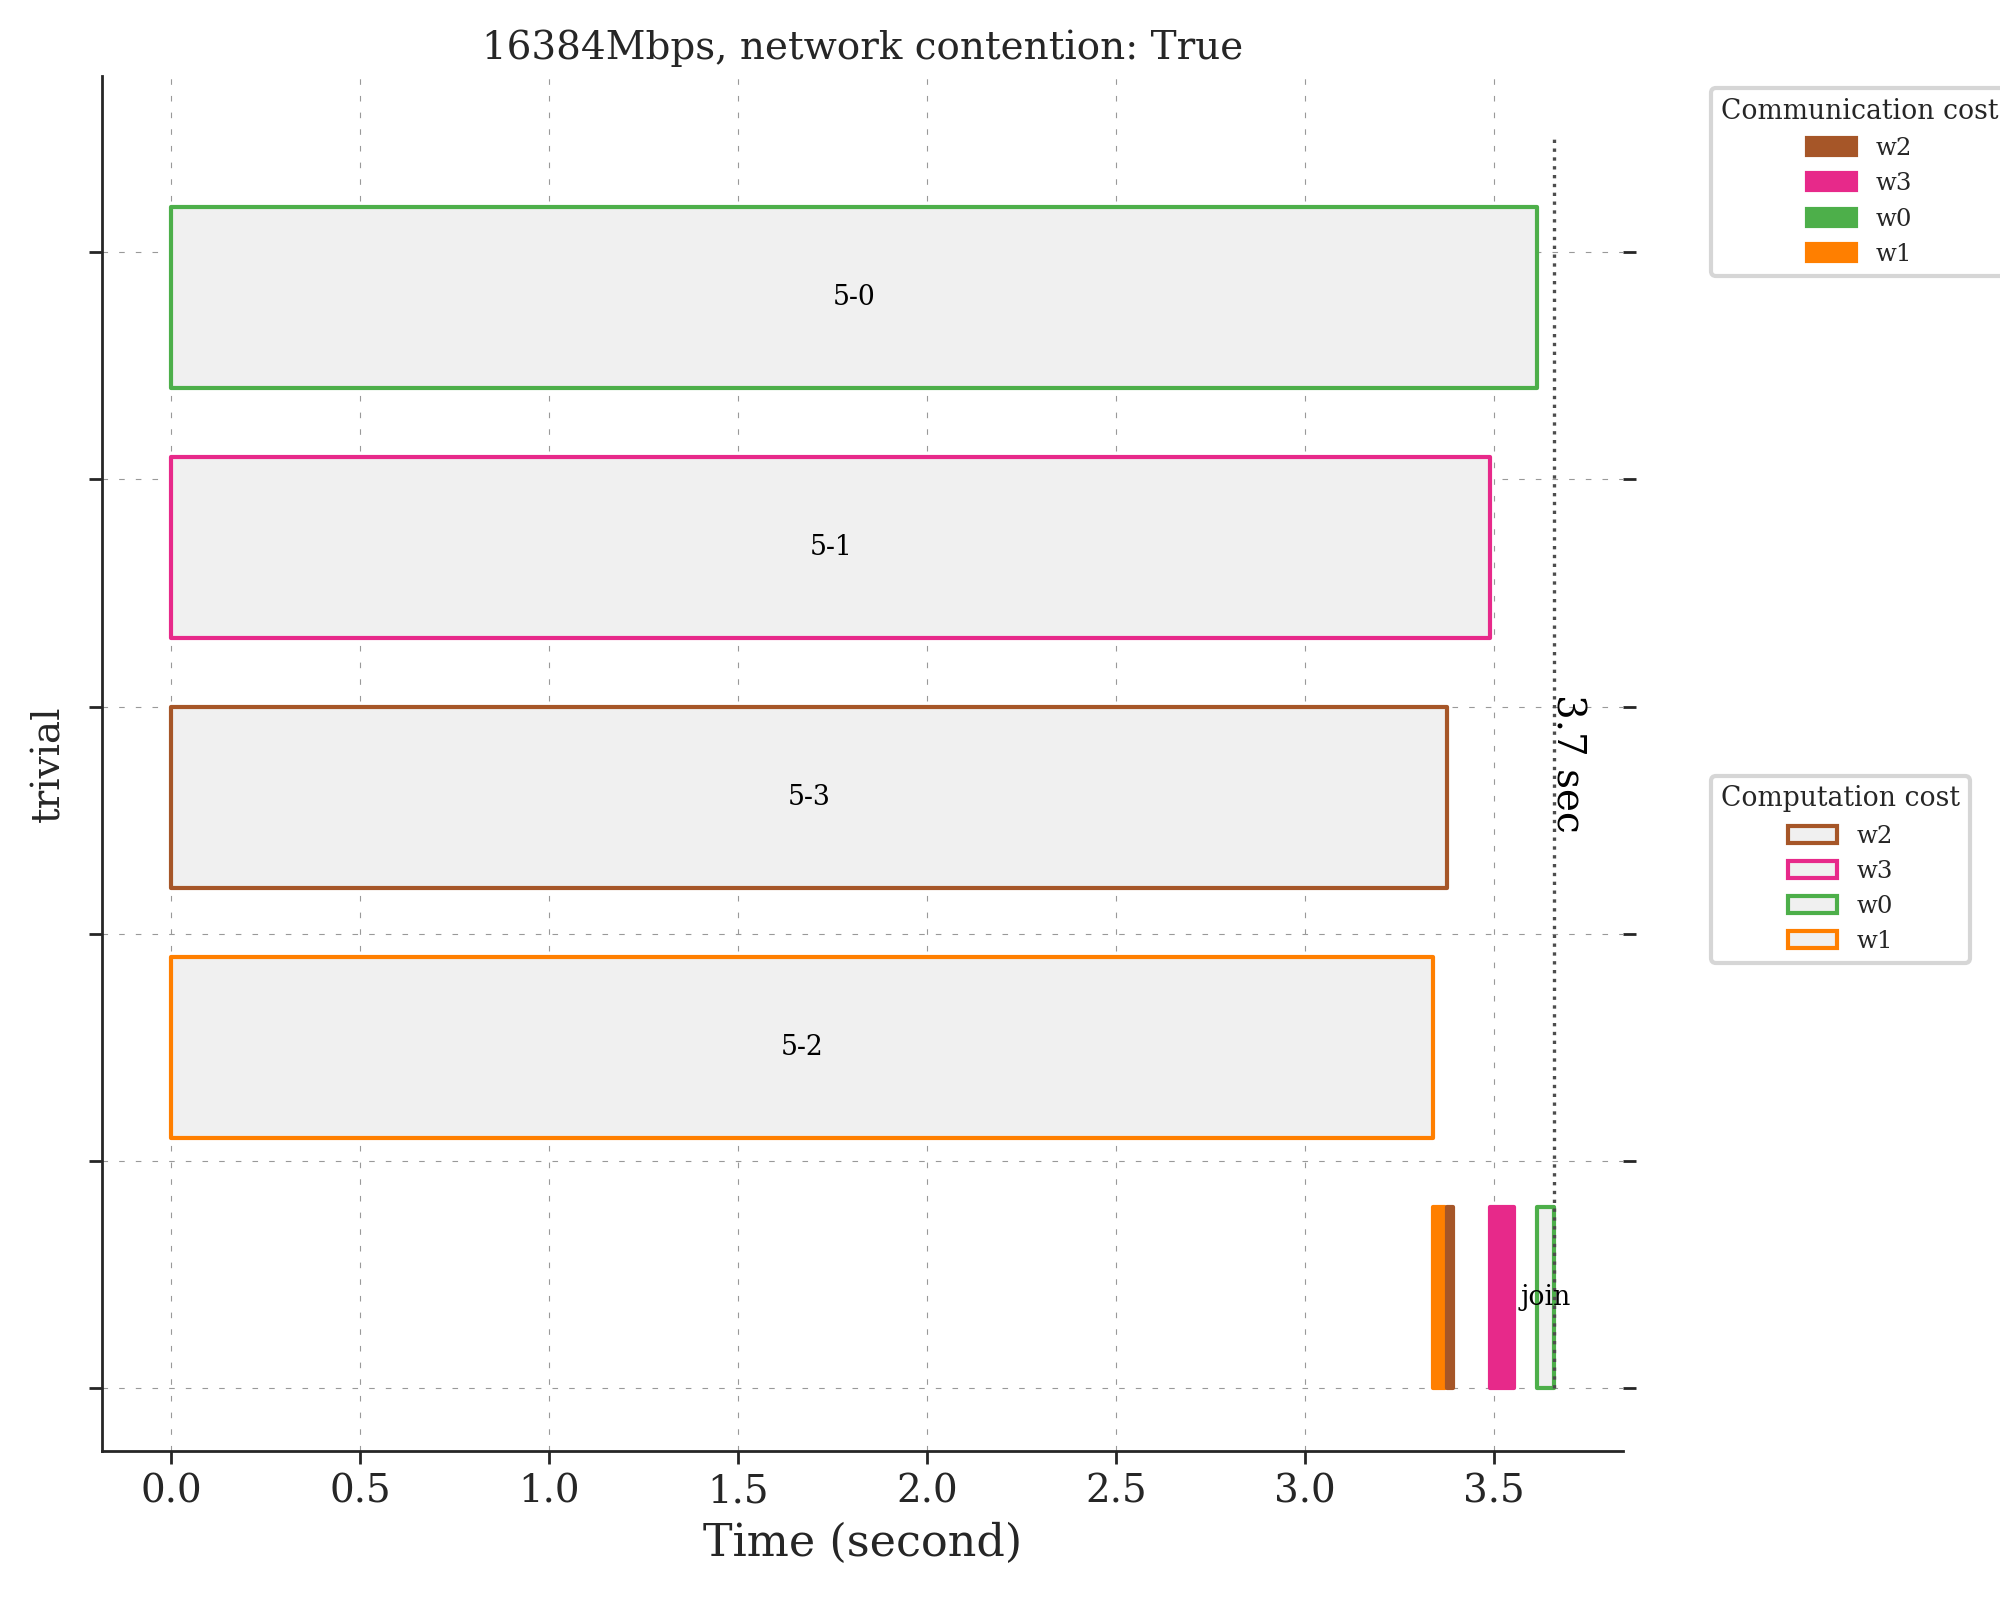 16384Mbps, network contention: True
Communication cost
w2
w3
w0
w1
5-0
5-1
5-3
5-2
join
3.7 sec
trivial
Computation cost
w2
w3
w0
w1
0.0 0.5 1.0 1.5 2.0 2.5 3.0 3.5
Time (second)